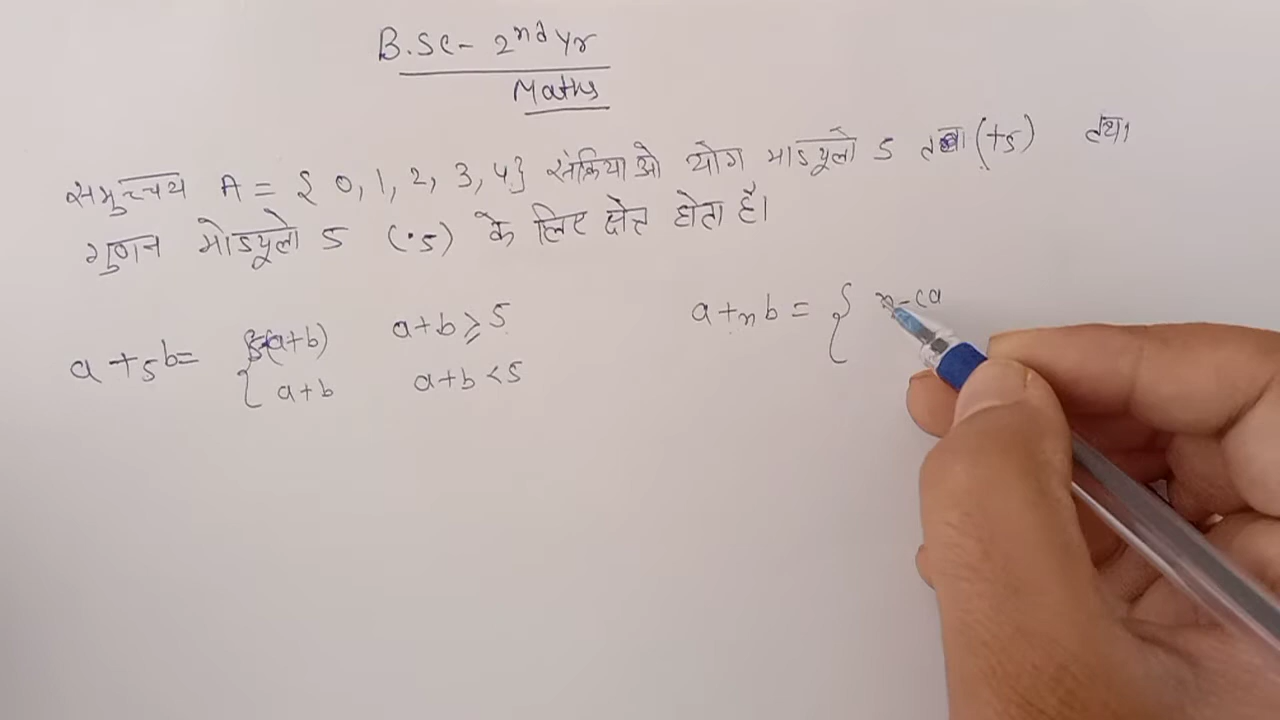 B.Sc- 2nd Yr
Maths
समुच्चय A = { 0, 1, 2, 3, 4} संक्रियाओ योग माड्यूलो 5 (+5) तथा
गुणन मोड्यूलो 5 (·5) के लिए क्षेत्र होता है।
a +5 b = { 5-(a+b) a+b ≥ 5
a+b a+b < 5
a +n b = { n-(a